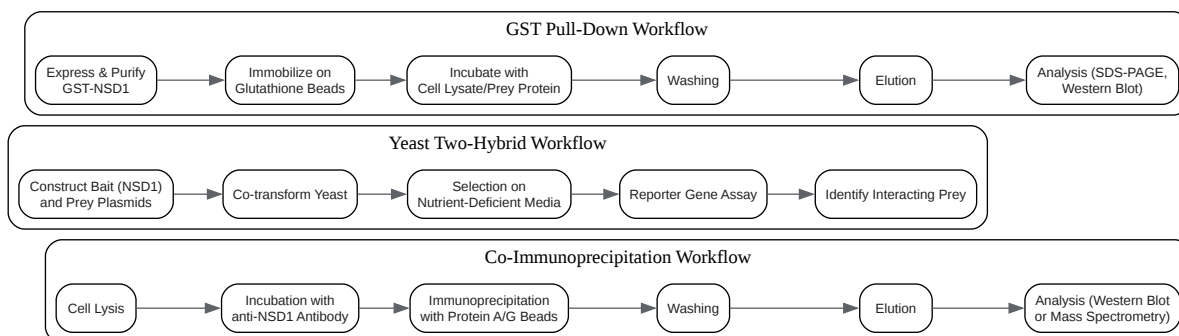 GST Pull-Down Workflow
Express & Purify
GST-NSD1
Immobilize on
Glutathione Beads
Incubate with
Cell Lysate/Prey Protein
Washing
Elution
Analysis (SDS-PAGE,
Western Blot)
Yeast Two-Hybrid Workflow
Construct Bait (NSD1)
and Prey Plasmids
Co-transform Yeast
Selection on
Nutrient-Deficient Media
Reporter Gene Assay
Identify Interacting Prey
Co-Immunoprecipitation Workflow
Cell Lysis
Incubation with
anti-NSD1 Antibody
Immunoprecipitation
with Protein A/G Beads
Washing
Elution
Analysis (Western Blot
or Mass Spectrometry)